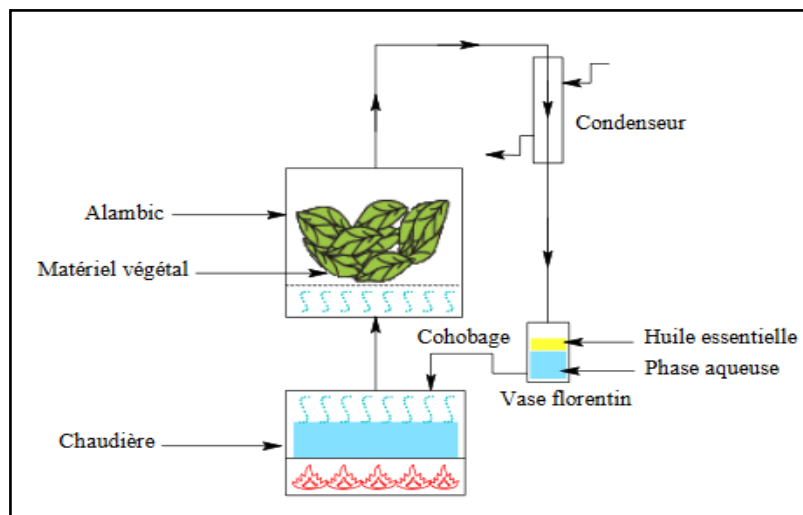 Condenseur
Alambic
Matériel végétal
Cohobage
Huile essentielle
Phase aqueuse
Vase florentin
Chaudière